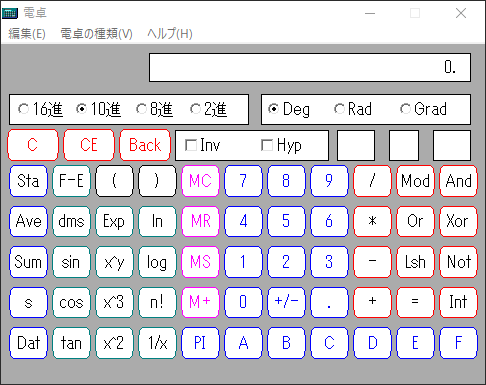 電卓
編集(E) 電卓の種類(V) ヘルプ(H)
0.
16進 10進 8進 2進 Deg Rad Grad
C CE Back Inv Hyp
Sta F-E ( ) MC 7 8 9 / Mod And
Ave dms Exp ln MR 4 5 6 * Or Xor
Sum sin x^y log MS 1 2 3 - Lsh Not
s cos x^3 n! M+ 0 +/- . + = Int
Dat tan x^2 1/x PI A B C D E F